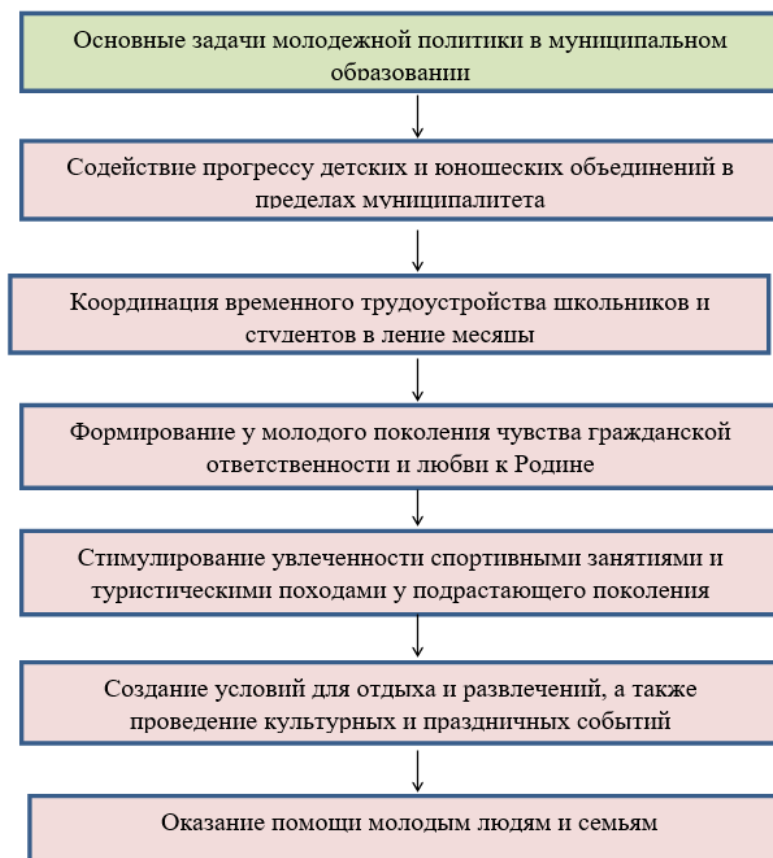 Основные задачи молодежной политики в муниципальном
образовании
Содействие прогрессу детских и юношеских объединений в
пределах муниципалитета
Координация временного трудоустройства школьников и
студентов в ление месяцы
Формирование у молодого поколения чувства гражданской
ответственности и любви к Родине
Стимулирование увлеченности спортивными занятиями и
туристическими походами у подрастающего поколения
Создание условий для отдыха и развлечений, а также
проведение культурных и праздничных событий
Оказание помощи молодым людям и семьям